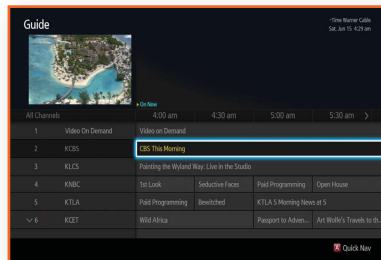 Guide
~Time Warner Cable
Sat, Jun 15 4:29 am
On Now
All Channels 4:00 am 4:30 am 5:00 am 5:30 am
1 Video On Demand Video on Demand
2 KCBS CBS This Morning
3 KLCS Painting the Wyland Way: Live in the Studio
4 KNBC 1st Look Seductive Faces Paid Programming Open House
5 KTLA Paid Programming Bewitched KTLA 5 Morning News at 5
6 KCET Wild Africa Passport to Adven... Art Wolfe's Travels to th..
A Quick Nav